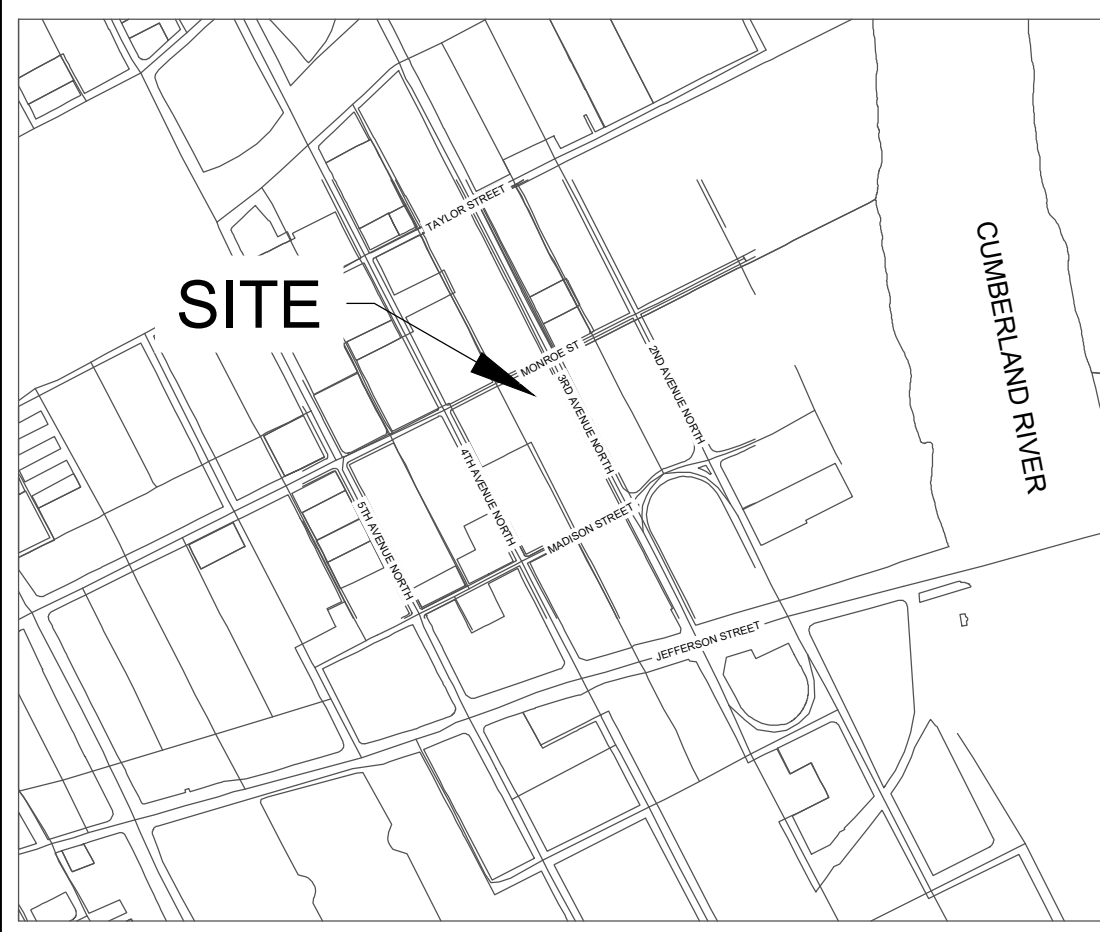 TAYLOR STREET
SITE
CUMBERLAND RIVER
MONROE ST
2ND AVENUE NORTH
3RD AVENUE NORTH
4TH AVENUE NORTH
5TH AVENUE NORTH
MADISON STREET
JEFFERSON STREET